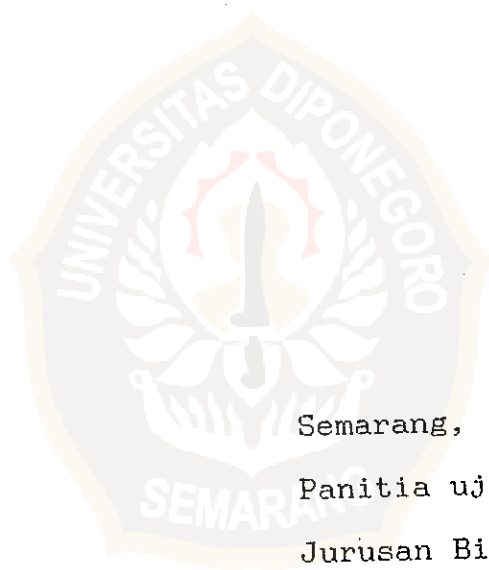 UNIVERSITAS DIPONEGORO
Semarang,
Panitia uj
SEMARANG
Jurusan Bi